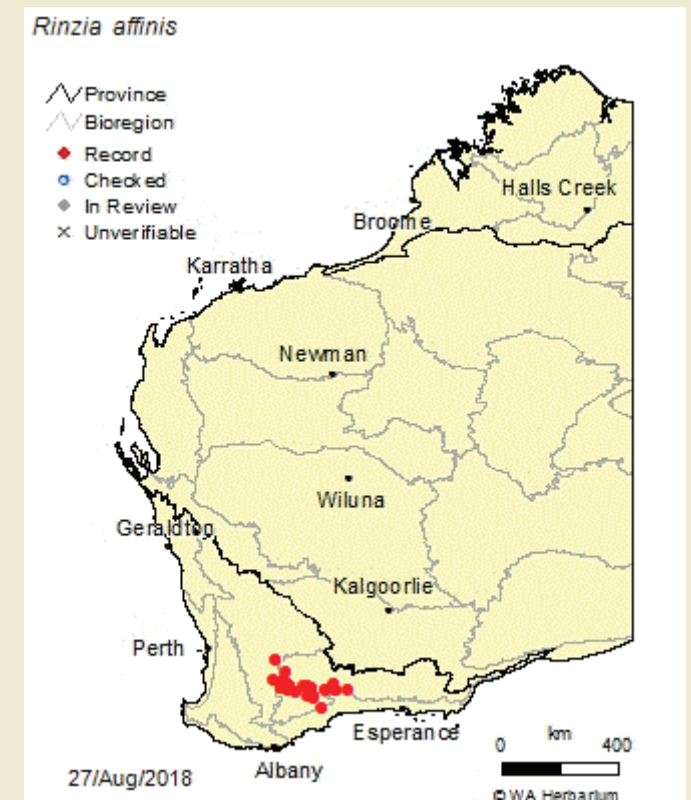 Rinzia affinis
Province
Bioregion
Record
Checked
In Review
Unverifiable
Halls Creek
Broome
Karratha
Newman
Wiluna
Geraldton
Kalgoorlie
Perth
Esperance
Albany
0 km 400
27/Aug/2018
© WA Herbarium